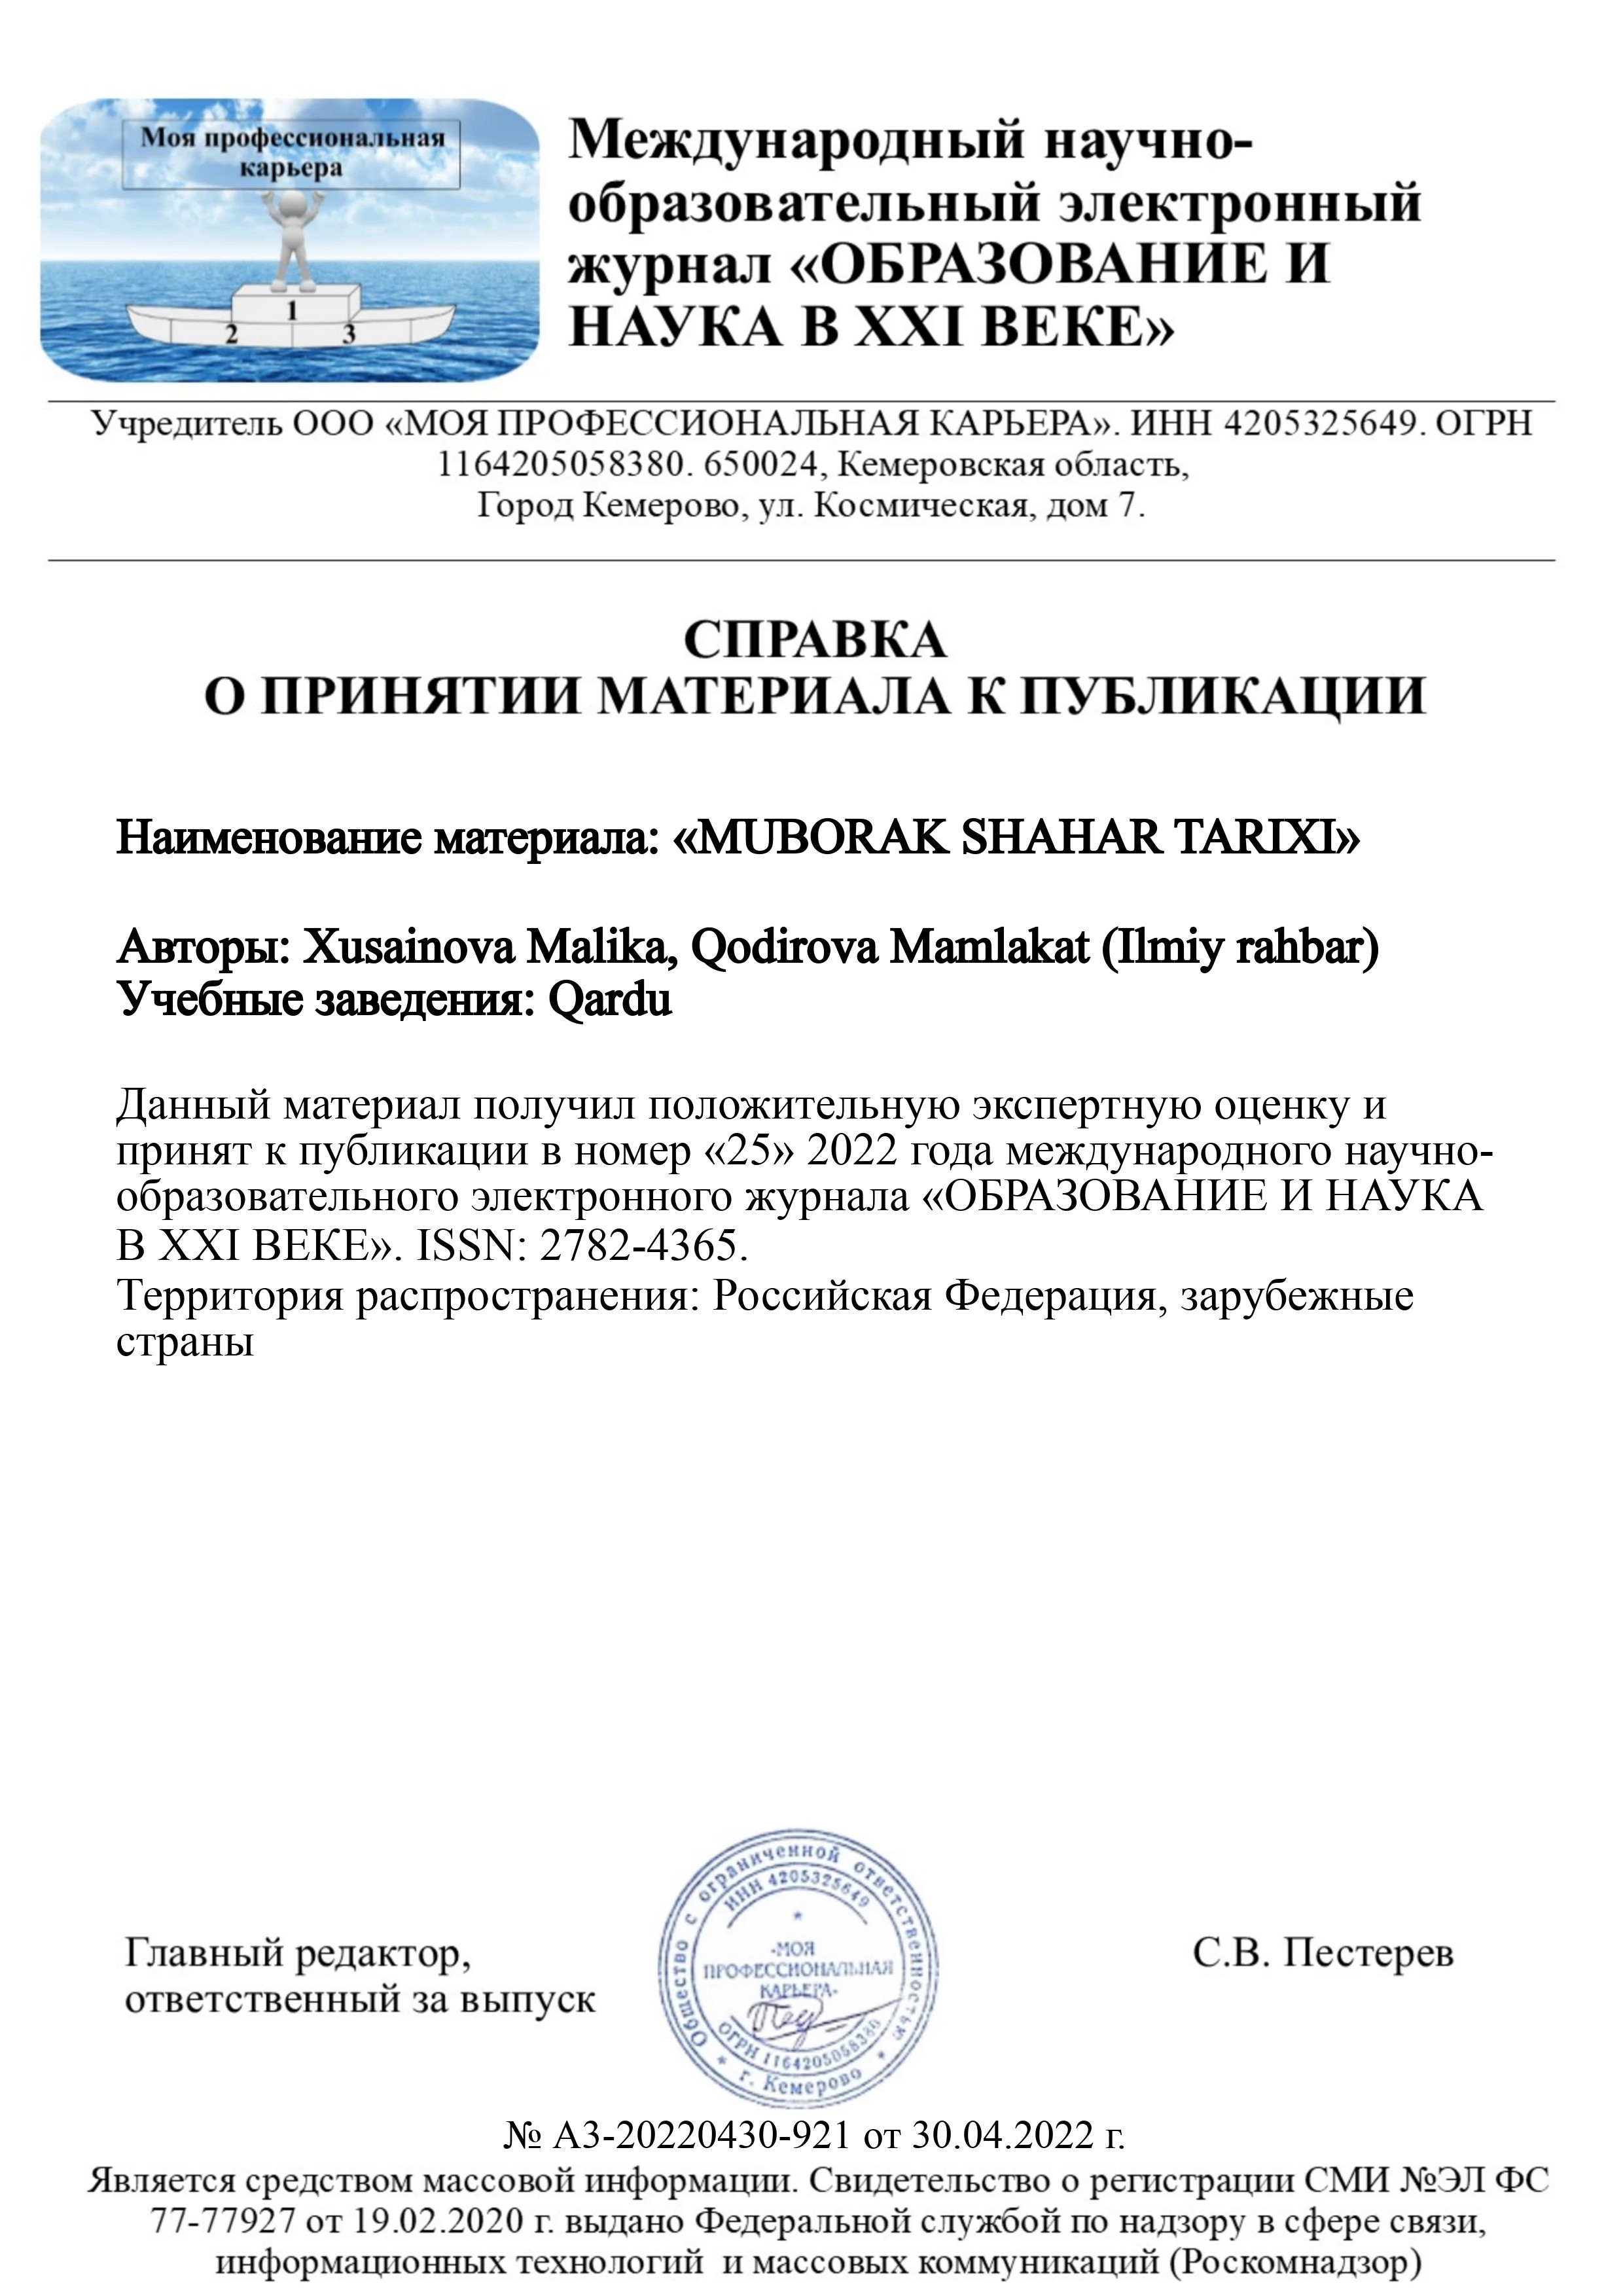 Моя профессиональная
карьера
1
2
3
Международный научно-
образовательный электронный
журнал «ОБРАЗОВАНИЕ И
НАУКА В XXI ВЕКЕ»
Учредитель ООО «МОЯ ПРОФЕССИОНАЛЬНАЯ КАРЬЕРА». ИНН 4205325649. ОГРН
1164205058380. 650024, Кемеровская область,
Город Кемерово, ул. Космическая, дом 7.
СПРАВКА
О ПРИНЯТИИ МАТЕРИАЛА К ПУБЛИКАЦИИ
Наименование материала: «MUBORAK SHAHAR TARIXI»
Авторы: Xusainova Malika, Qodirova Mamlakat (Ilmiy rahbar)
Учебные заведения: Qardu
Данный материал получил положительную экспертную оценку и
принят к публикации в номер «25» 2022 года международного научно-
образовательного электронного журнала «ОБРАЗОВАНИЕ И НАУКА
В XXI ВЕКЕ». ISSN: 2782-4365.
Территория распространения: Российская Федерация, зарубежные
страны
Главный редактор,
ответственный за выпуск
Общество с ограниченной ответственностью
ИНН 4205325649
«МОЯ
ПРОФЕССИОНАЛЬНАЯ
КАРЬЕРА»
ОГРН 1164205058380
* г. Кемерово *
С.В. Пестерев
№ А3-20220430-921 от 30.04.2022 г.
Является средством массовой информации. Свидетельство о регистрации СМИ №ЭЛ ФС
77-77927 от 19.02.2020 г. выдано Федеральной службой по надзору в сфере связи,
информационных технологий и массовых коммуникаций (Роскомнадзор)